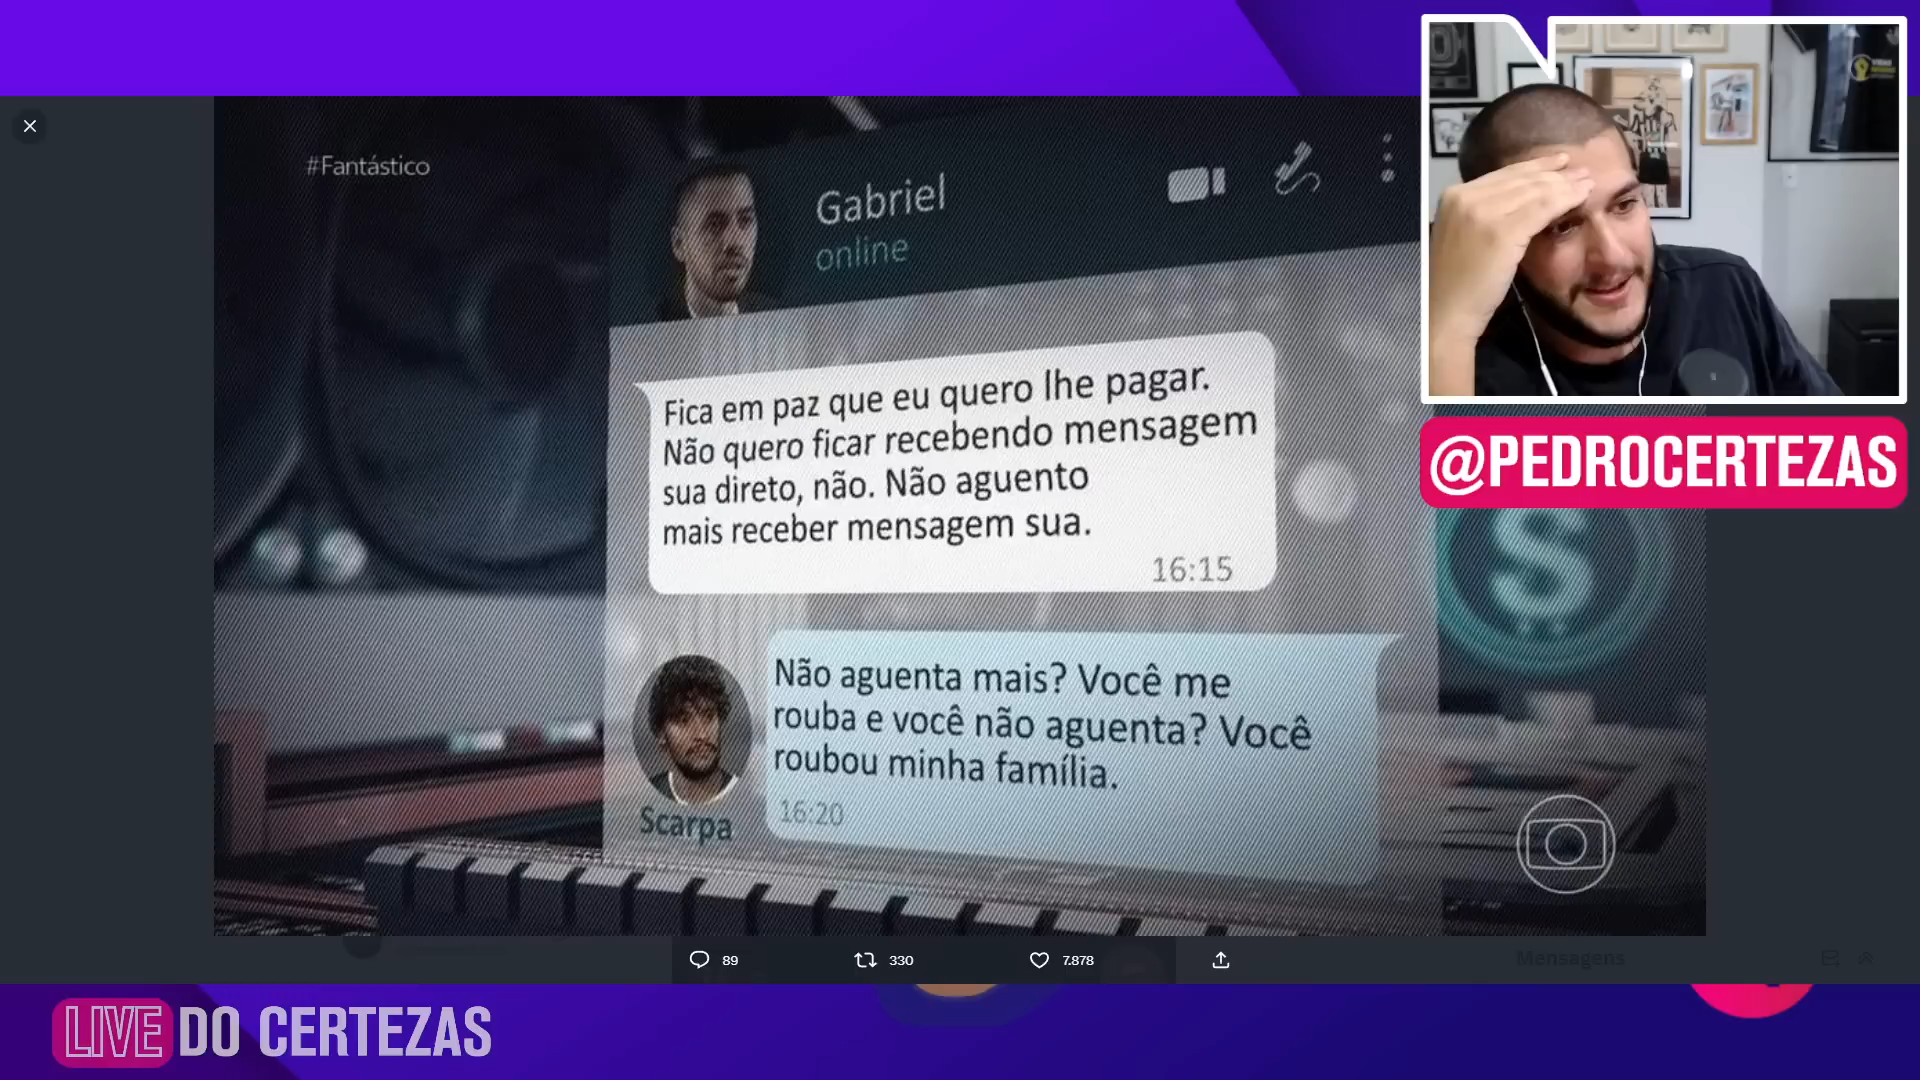 #Fantástico
Gabriel
online
Fica em paz que eu quero lhe pagar.
Não quero ficar recebendo mensagem
sua direto, não. Não aguento
mais receber mensagem sua.
16:15
Não aguenta mais? Você me
rouba e você não aguenta? Você
roubou minha família.
16:20
Scarpa
@PEDROCERTEZAS
89
330
7.878
Mensagens
LIVE DO CERTEZAS